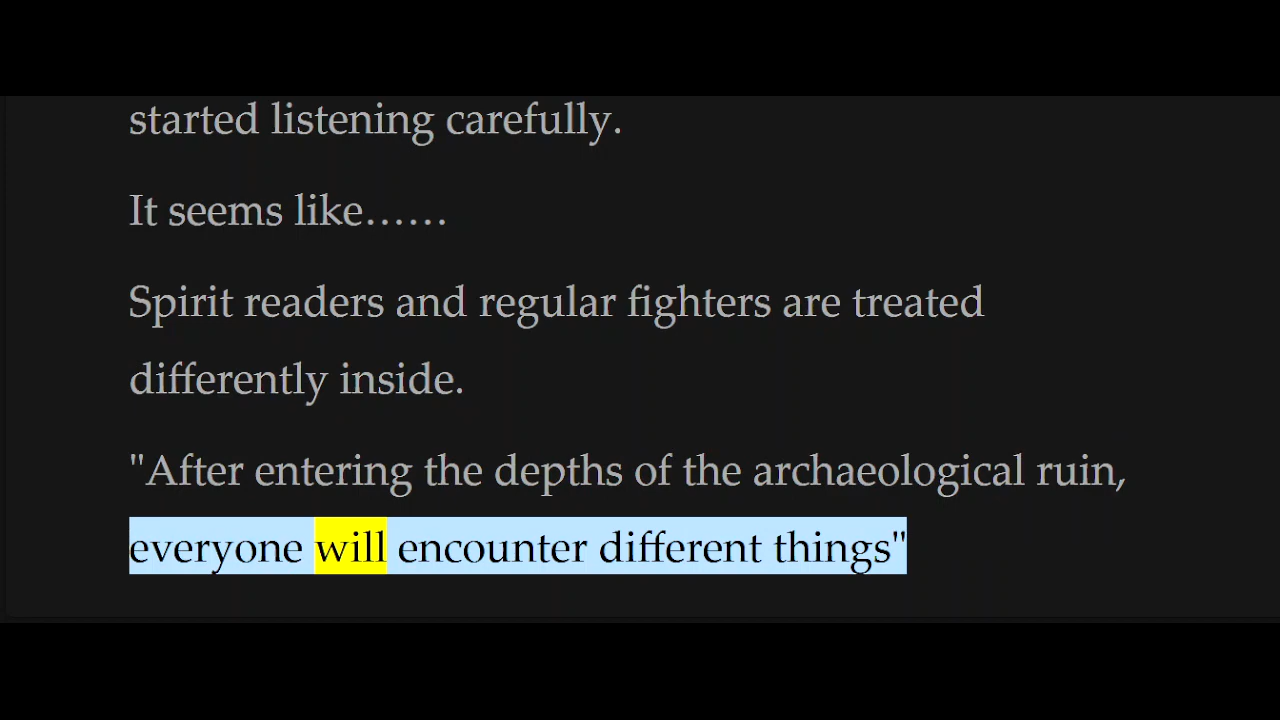 started listening carefully.
It seems like……
Spirit readers and regular fighters are treated
differently inside.
"After entering the depths of the archaeological ruin,
everyone will encounter different things"